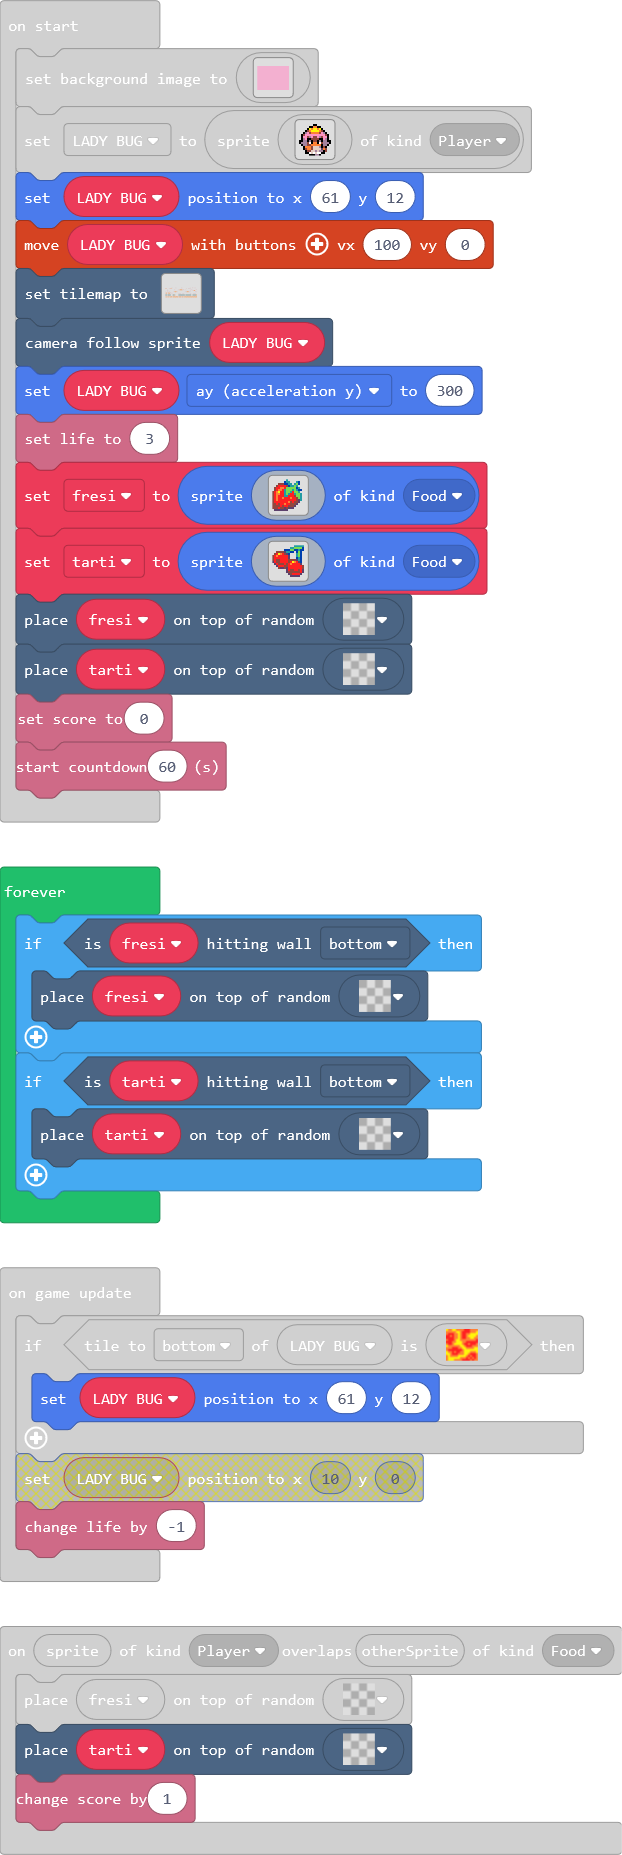 on start
set background image to
set LADY BUG to sprite of kind Player
set LADY BUG position to x 61 y 12
move LADY BUG with buttons vx 100 vy 0
set tilemap to
camera follow sprite LADY BUG
set LADY BUG ay (acceleration y) to 300
set life to 3
set fresi to sprite of kind Food
set tarti to sprite of kind Food
place fresi on top of random
place tarti on top of random
set score to 0
start countdown 60 (s)
forever
if is fresi hitting wall bottom then
place fresi on top of random
if is tarti hitting wall bottom then
place tarti on top of random
on game update
if tile to bottom of LADY BUG is then
set LADY BUG position to x 61 y 12
set LADY BUG position to x 10 y 0
change life by -1
on sprite of kind Player overlaps otherSprite of kind Food
place fresi on top of random
place tarti on top of random
change score by 1